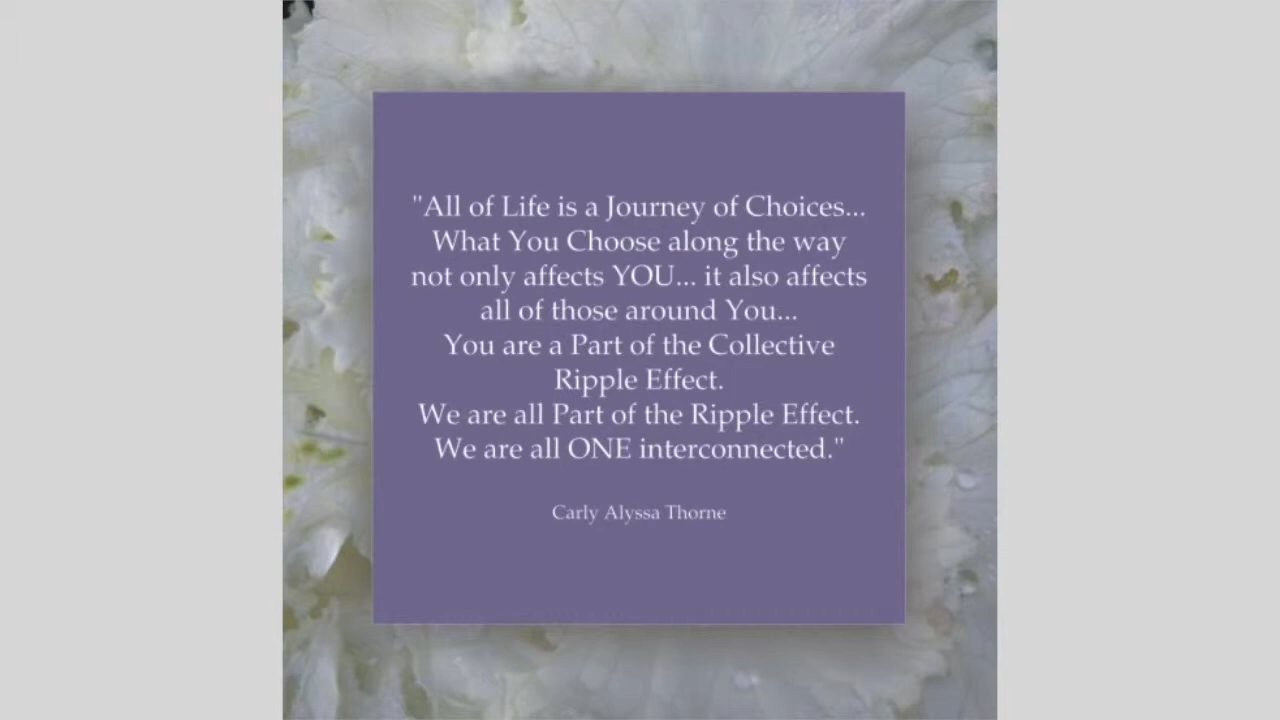 "All of Life is a Journey of Choices...
What You Choose along the way
not only affects YOU... it also affects
all of those around You...
You are a Part of the Collective
Ripple Effect.
We are all Part of the Ripple Effect.
We are all ONE interconnected."
Carly Alyssa Thorne